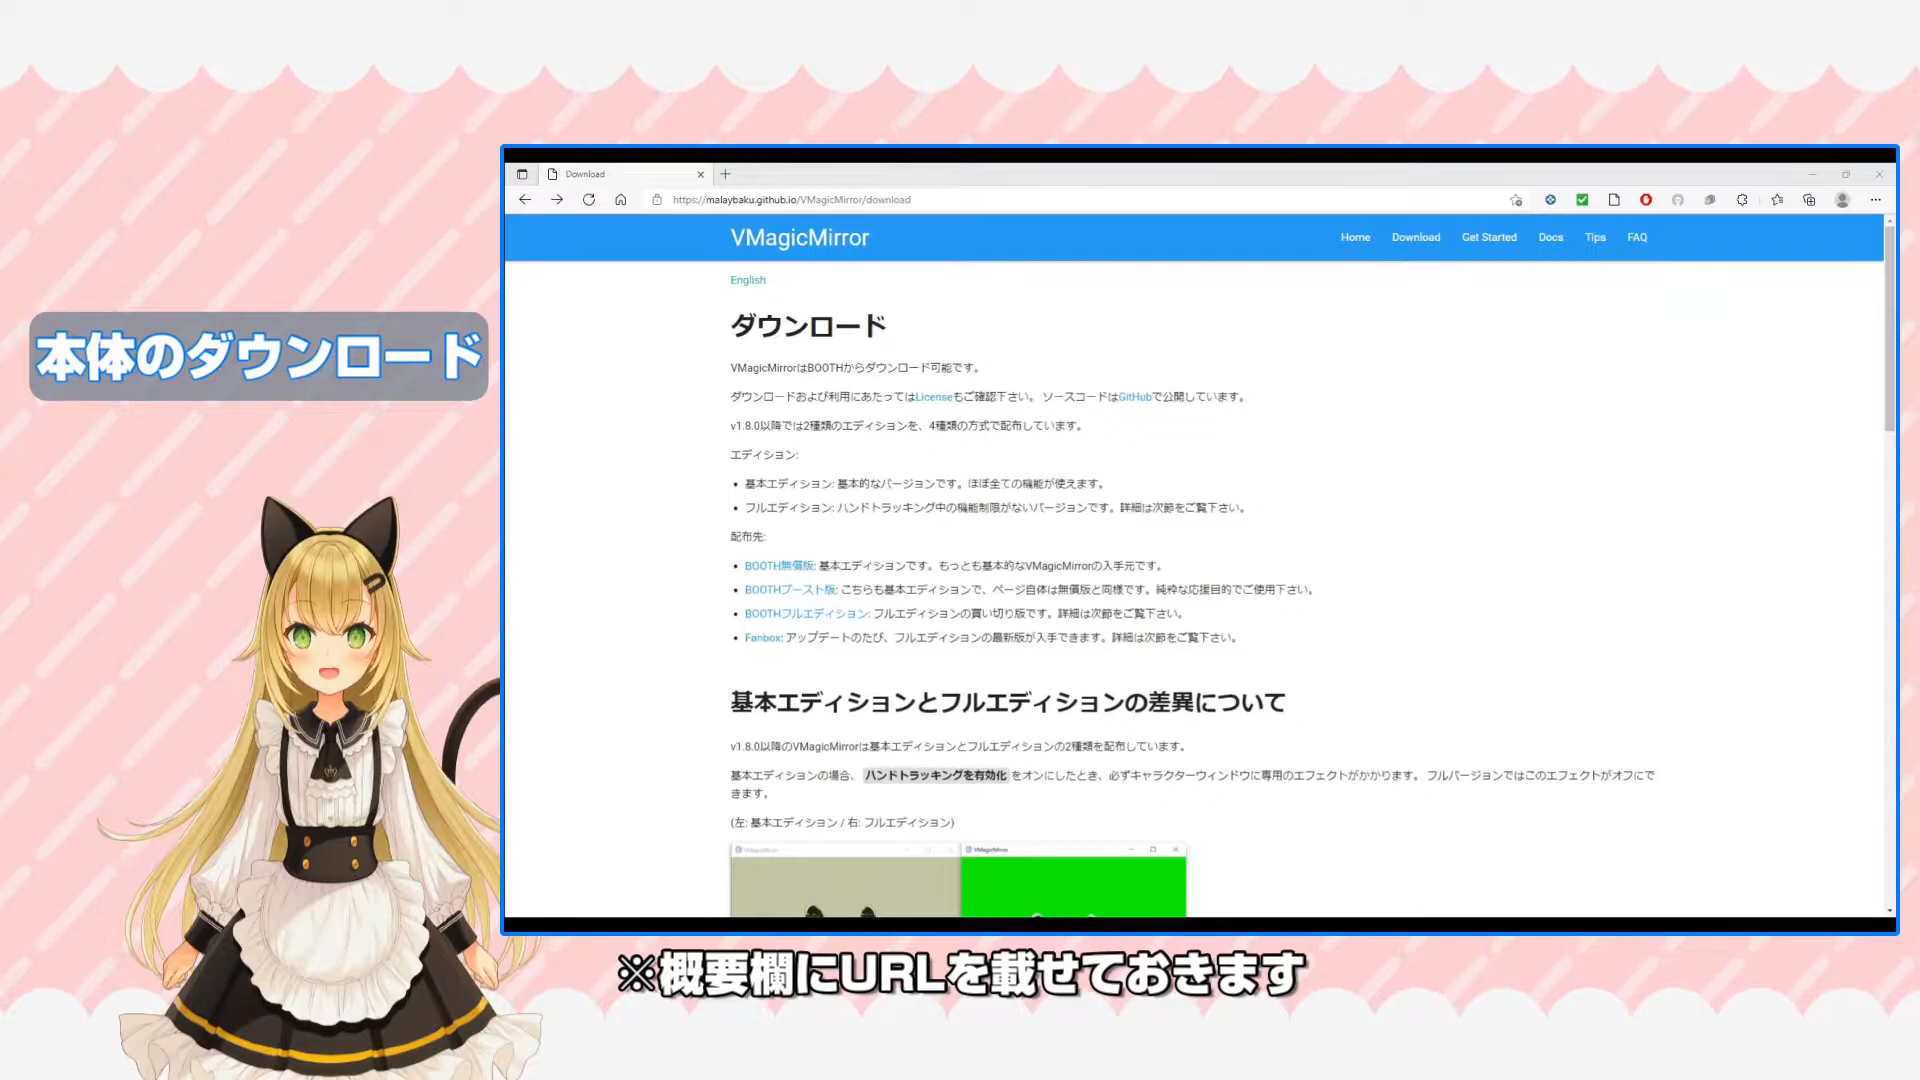 本体のダウンロード
Download
https://malaybaku.github.io/VMagicMirror/download
VMagicMirror
Home Download Get Started Docs Tips FAQ
English
ダウンロード
VMagicMirrorはBOOTHからダウンロード可能です。
ダウンロードおよび利用にあたってはLicenseもご確認下さい。 ソースコードはGitHubで公開しています。
v1.8.0以降では2種類のエディションを、4種類の方式で配布しています。
エディション:
基本エディション: 基本的なバージョンです。ほぼ全ての機能が使えます。
フルエディション: ハンドトラッキング中の機能制限がないバージョンです。詳細は次節をご覧下さい。
配布先:
BOOTH無償版: 基本エディションです。もっとも基本的なVMagicMirrorの入手元です。
BOOTHブースト版: こちらも基本エディションで、ページ自体は無償版と同様です。純粋な応援目的でご使用下さい。
BOOTHフルエディション: フルエディションの買い切り版です。詳細は次節をご覧下さい。
Fanbox: アップデートのたび、フルエディションの最新版が入手できます。詳細は次節をご覧下さい。
基本エディションとフルエディションの差異について
v1.8.0以降のVMagicMirrorは基本エディションとフルエディションの2種類を配布しています。
基本エディションの場合、 ハンドトラッキングを有効化 をオンにしたとき、必ずキャラクターウィンドウに専用のエフェクトがかかります。 フルバージョンではこのエフェクトがオフにで
きます。
(左: 基本エディション / 右: フルエディション)
VMagicMirror
VMagicMirror
※概要欄にURLを載せておきます